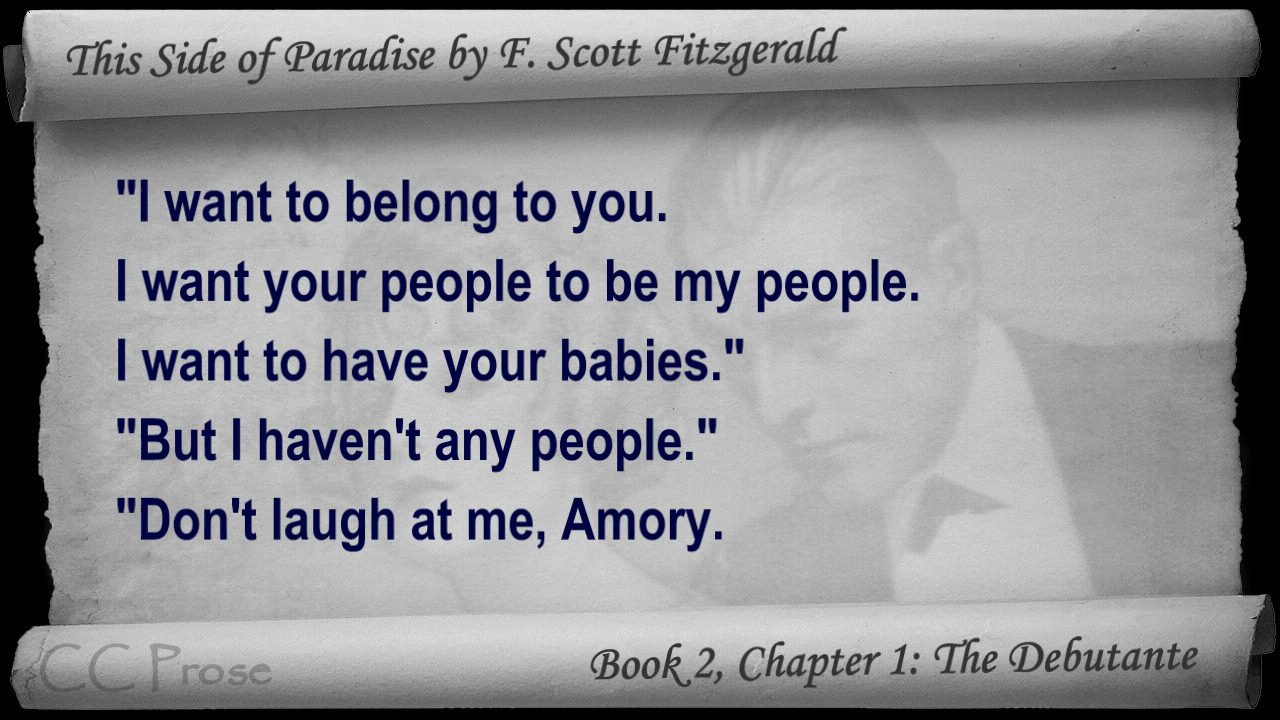 This Side of Paradise by F. Scott Fitzgerald
"I want to belong to you.
I want your people to be my people.
I want to have your babies."
"But I haven't any people."
"Don't laugh at me, Amory.
CC Prose
Book 2, Chapter 1: The Debutante